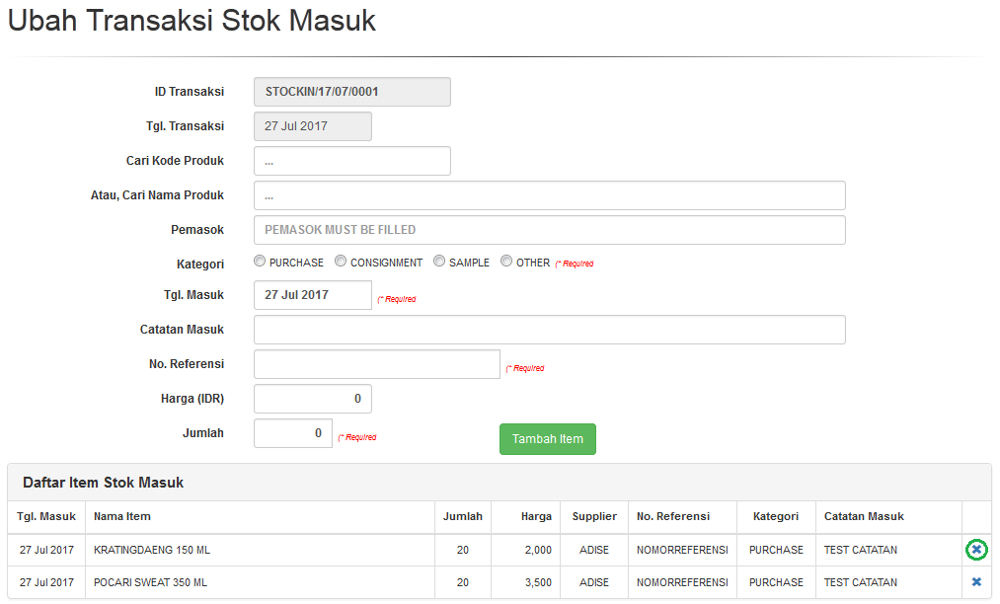 Ubah Transaksi Stok Masuk
ID Transaksi STOCKIN/17/07/0001
Tgl. Transaksi 27 Jul 2017
Cari Kode Produk ...
Atau, Cari Nama Produk ...
Pemasok PEMASOK MUST BE FILLED
Kategori PURCHASE CONSIGNMENT SAMPLE OTHER (* Required
Tgl. Masuk 27 Jul 2017 (* Required
Catatan Masuk
No. Referensi (* Required
Harga (IDR) 0
Jumlah 0 (* Required Tambah Item
Daftar Item Stok Masuk
Tgl. Masuk Nama Item Jumlah Harga Supplier No. Referensi Kategori Catatan Masuk
27 Jul 2017 KRATINGDAENG 150 ML 20 2,000 ADISE NOMORREFERENSI PURCHASE TEST CATATAN
27 Jul 2017 POCARI SWEAT 350 ML 20 3,500 ADISE NOMORREFERENSI PURCHASE TEST CATATAN